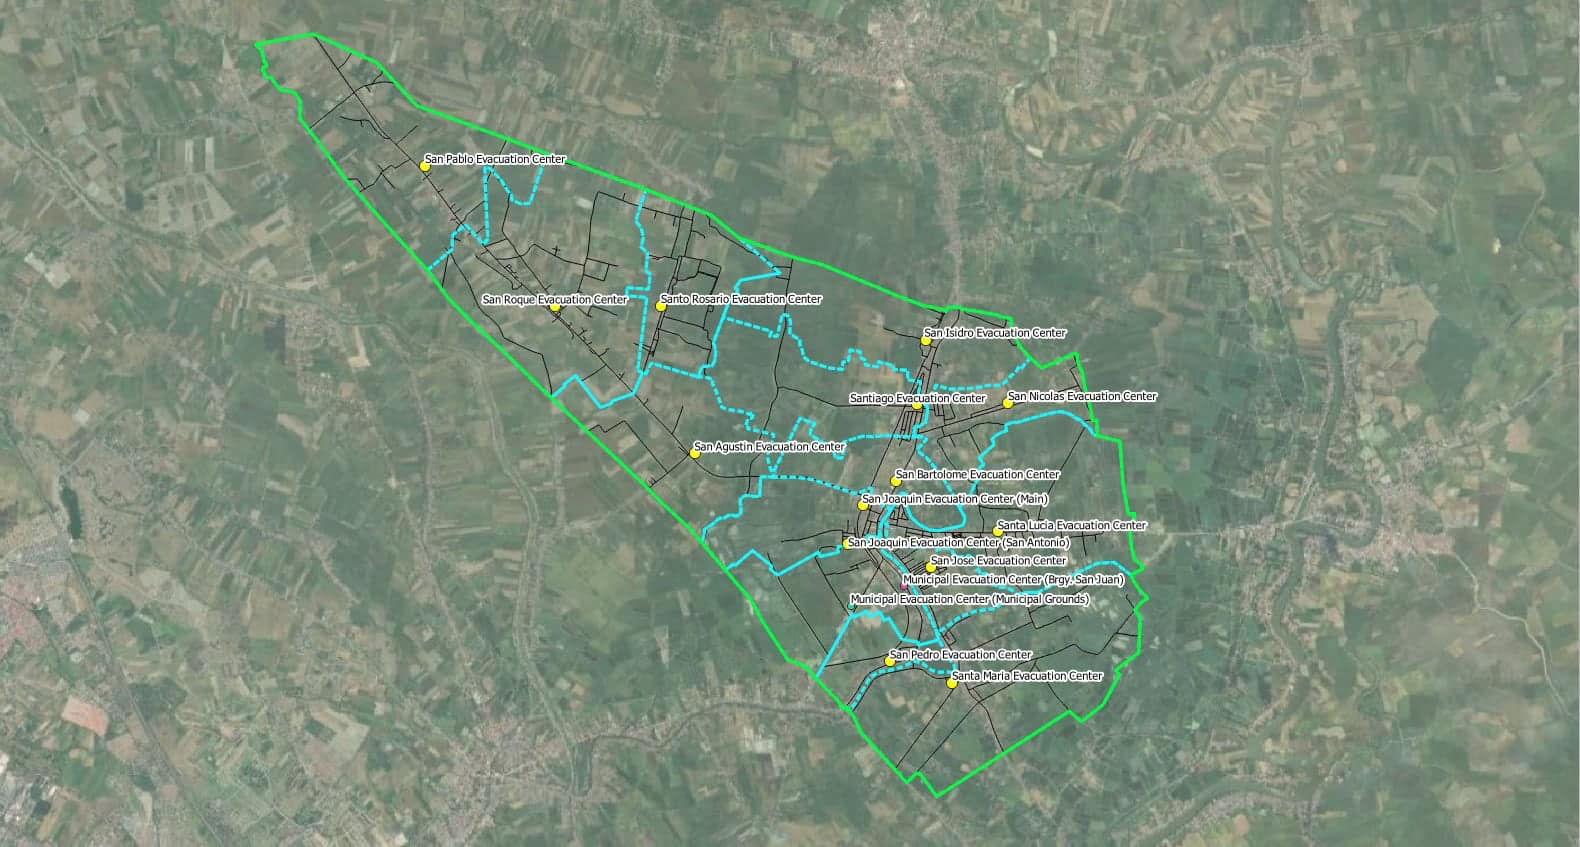 San Pablo Evacuation Center
San Roque Evacuation Center
Santo Rosario Evacuation Center
San Isidro Evacuation Center
Santiago Evacuation Center
San Nicolas Evacuation Center
San Agustin Evacuation Center
San Bartolome Evacuation Center
San Joaquin Evacuation Center (Main)
Santa Lucia Evacuation Center
San Joaquin Evacuation Center (San Antonio)
San Jose Evacuation Center
Municipal Evacuation Center (Brgy. San Juan)
Municipal Evacuation Center (Municipal Grounds)
San Pedro Evacuation Center
Santa Maria Evacuation Center